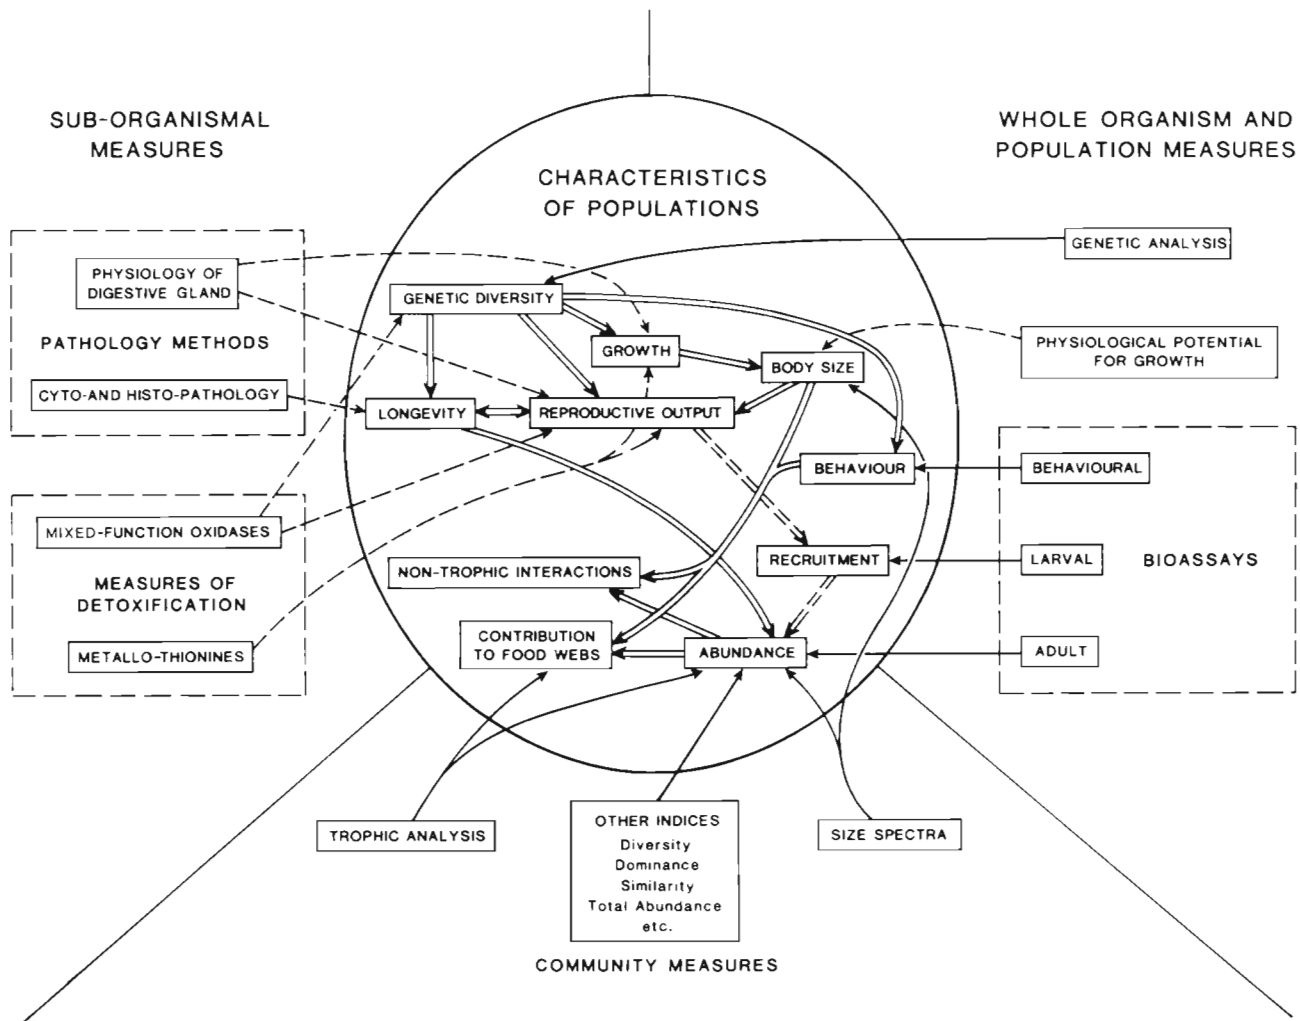 SUB-ORGANISMAL
MEASURES
WHOLE ORGANISM AND
POPULATION MEASURES
CHARACTERISTICS
OF POPULATIONS
PHYSIOLOGY OF
DIGESTIVE GLAND
PATHOLOGY METHODS
CYTO-AND HISTO-PATHOLOGY
MIXED-FUNCTION OXIDASES
MEASURES OF
DETOXIFICATION
METALLO-THIONINES
GENETIC DIVERSITY
GROWTH
BODY SIZE
LONGEVITY
REPRODUCTIVE OUTPUT
BEHAVIOUR
NON-TROPHIC INTERACTIONS
RECRUITMENT
CONTRIBUTION
TO FOOD WEBS
ABUNDANCE
GENETIC ANALYSIS
PHYSIOLOGICAL POTENTIAL
FOR GROWTH
BEHAVIOURAL
LARVAL
BIOASSAYS
ADULT
TROPHIC ANALYSIS
OTHER INDICES
Diversity
Dominance
Similarity
Total Abundance
etc.
SIZE SPECTRA
COMMUNITY MEASURES